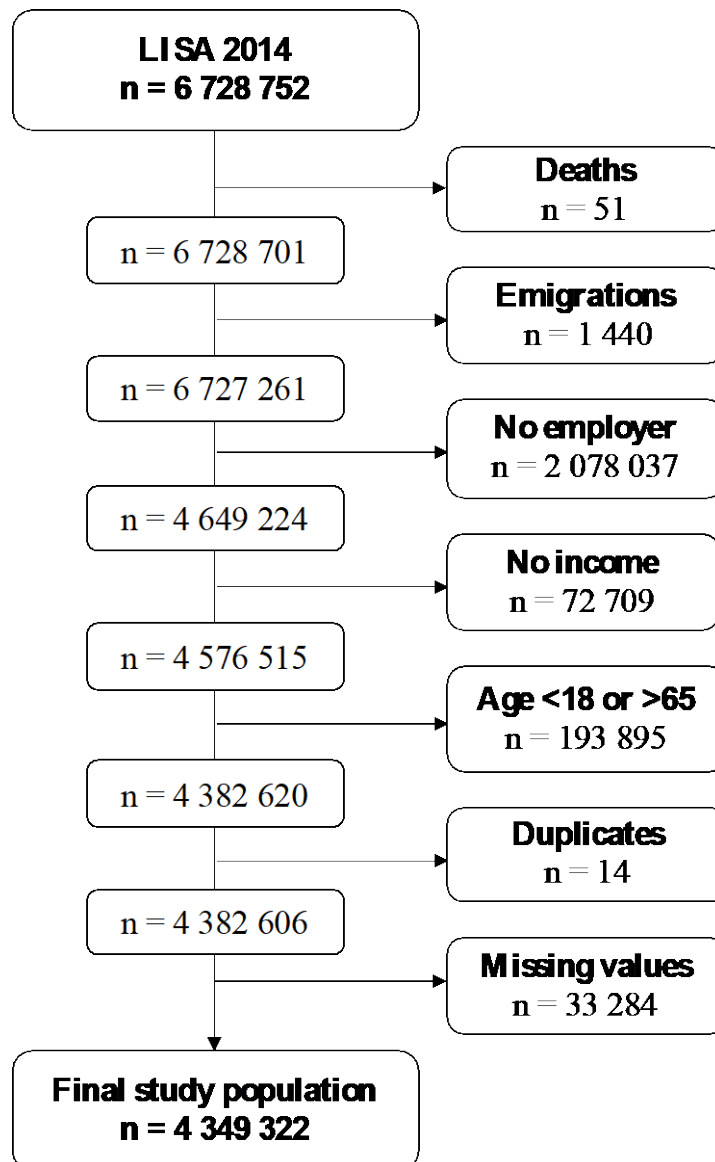 LISA 2014
n = 6 728 752
Deaths
n = 51
n = 6 728 701
Emigrations
n = 1 440
n = 6 727 261
No employer
n = 2 078 037
n = 4 649 224
No income
n = 72 709
n = 4 576 515
Age <18 or >65
n = 193 895
n = 4 382 620
Duplicates
n = 14
n = 4 382 606
Missing values
n = 33 284
Final study population
n = 4 349 322